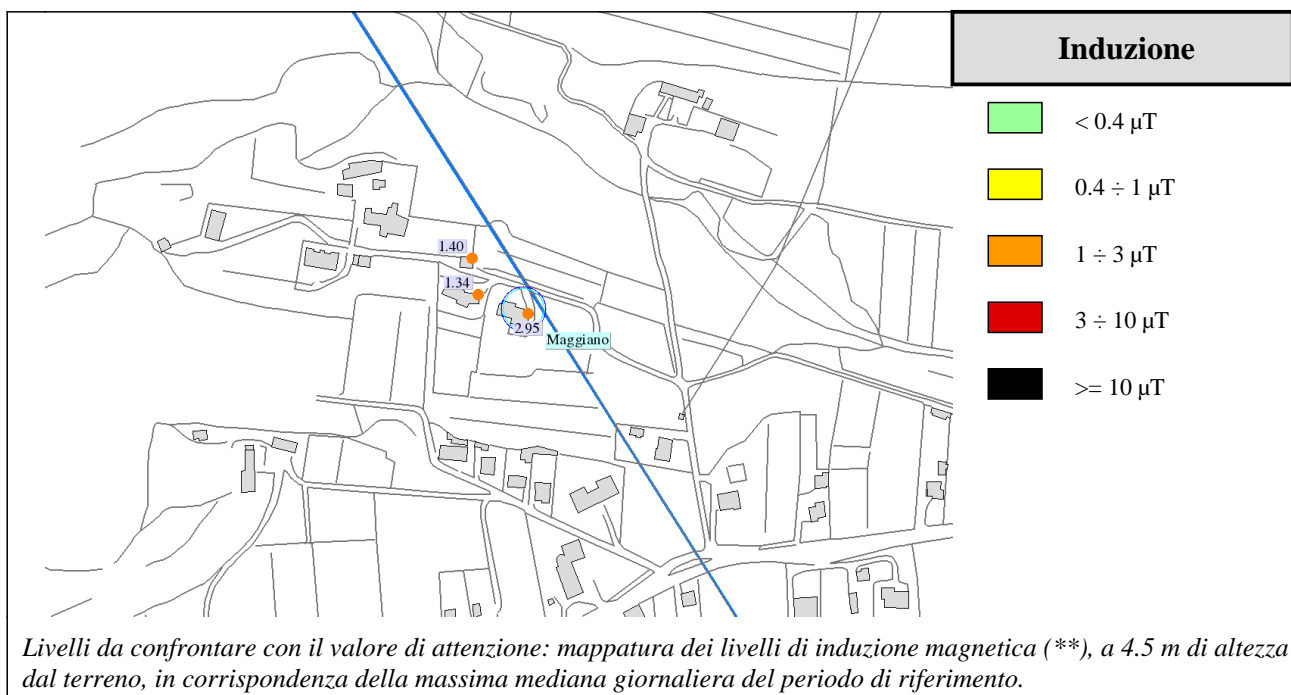 Induzione
< 0.4 µT
0.4 ÷ 1 µT
1 ÷ 3 µT
3 ÷ 10 µT
>= 10 µT
1.40
1.34
2.95
Maggiano
Livelli da confrontare con il valore di attenzione: mappatura dei livelli di induzione magnetica (**), a 4.5 m di altezza
dal terreno, in corrispondenza della massima mediana giornaliera del periodo di riferimento.